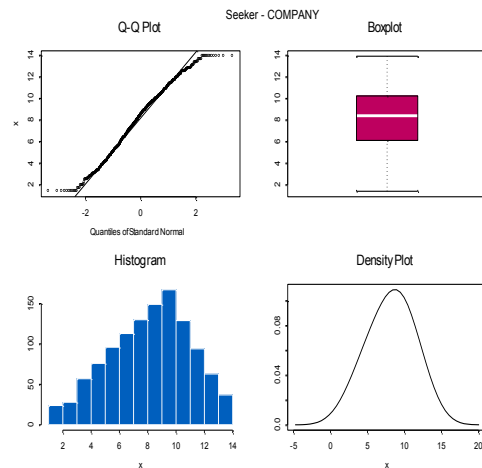 Seeker - COMPANY
Q-Q Plot
x
14
12
10
8
6
4
2
-2 0 2
Quantiles of Standard Normal
Boxplot
14
12
10
8
6
4
2
Histogram
150
100
50
0
2 4 6 8 10 12 14
x
Density Plot
0.08
0.04
0.0
-5 0 5 10 15 20
x